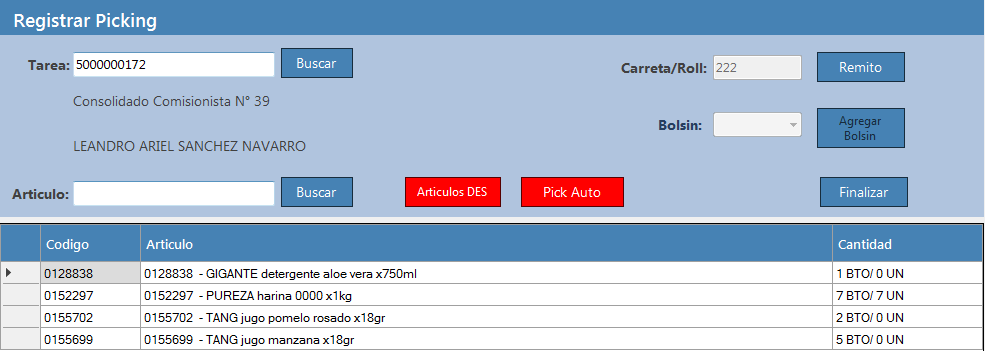 Registrar Picking
Tarea: 5000000172 Buscar Carreta/Roll: 222 Remito
Consolidado Comisionista N° 39
Bolsin: Agregar Bolsin
LEANDRO ARIEL SANCHEZ NAVARRO
Articulo: Buscar Articulos DES Pick Auto Finalizar
Codigo Articulo Cantidad
0128838 0128838 - GIGANTE detergente aloe vera x750ml 1 BTO/ 0 UN
0152297 0152297 - PUREZA harina 0000 x1kg 7 BTO/ 7 UN
0155702 0155702 - TANG jugo pomelo rosado x18gr 2 BTO/ 0 UN
0155699 0155699 - TANG jugo manzana x18gr 5 BTO/ 0 UN